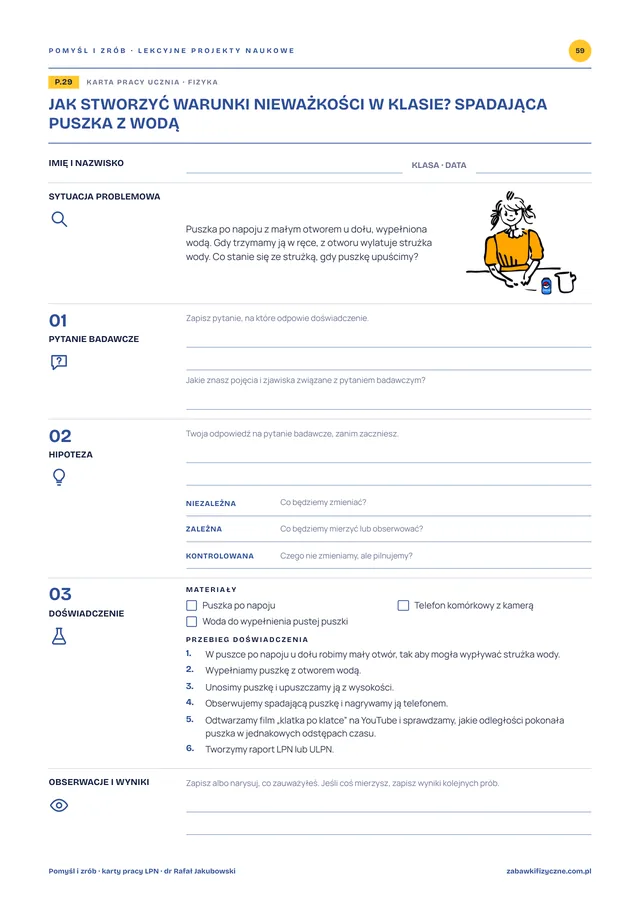 POMYŚL I ZRÓB · LEKCYJNE PROJEKTY NAUKOWE
59
P.29 KARTA PRACY UCZNIA · FIZYKA
JAK STWORZYĆ WARUNKI NIEWAŻKOŚCI W KLASIE? SPADAJĄCA
PUSZKA Z WODĄ
IMIĘ I NAZWISKO
KLASA · DATA
SYTUACJA PROBLEMOWA
Puszka po napoju z małym otworem u dołu, wypełniona
wodą. Gdy trzymamy ją w ręce, z otworu wylatuje strużka
wody. Co stanie się ze strużką, gdy puszkę upuścimy?
01
PYTANIE BADAWCZE
Zapisz pytanie, na które odpowie doświadczenie.
Jakie znasz pojęcia i zjawiska związane z pytaniem badawczym?
02
HIPOTEZA
Twoja odpowiedź na pytanie badawcze, zanim zaczniesz.
NIEZALEŻNA Co będziemy zmieniać?
ZALEŻNA Co będziemy mierzyć lub obserwować?
KONTROLOWANA Czego nie zmieniamy, ale pilnujemy?
03
DOŚWIADCZENIE
MATERIAŁY
Puszka po napoju
Telefon komórkowy z kamerą
Woda do wypełnienia pustej puszki
PRZEBIEG DOŚWIADCZENIA
1. W puszce po napoju u dołu robimy mały otwór, tak aby mogła wypływać strużka wody.
2. Wypełniamy puszkę z otworem wodą.
3. Unosimy puszkę i upuszczamy ją z wysokości.
4. Obserwujemy spadającą puszkę i nagrywamy ją telefonem.
5. Odtwarzamy film „klatka po klatce” na YouTube i sprawdzamy, jakie odległości pokonała
puszka w jednakowych odstępach czasu.
6. Tworzymy raport LPN lub ULPN.
OBSERWACJE I WYNIKI
Zapisz albo narysuj, co zauważyłeś. Jeśli coś mierzysz, zapisz wyniki kolejnych prób.
Pomyśl i zrób · karty pracy LPN · dr Rafał Jakubowski
zabawkifizyczne.com.pl